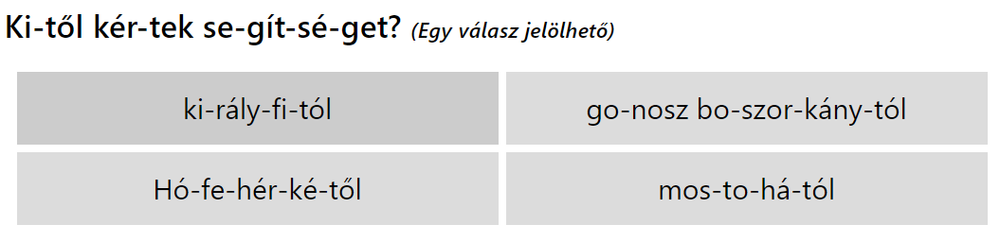 Ki-től kér-tek se-gít-sé-get? (Egy válasz jelölhető)
ki-rály-fi-tól
go-nosz bo-szor-kány-tól
Hó-fe-hér-ké-től
mos-to-há-tól